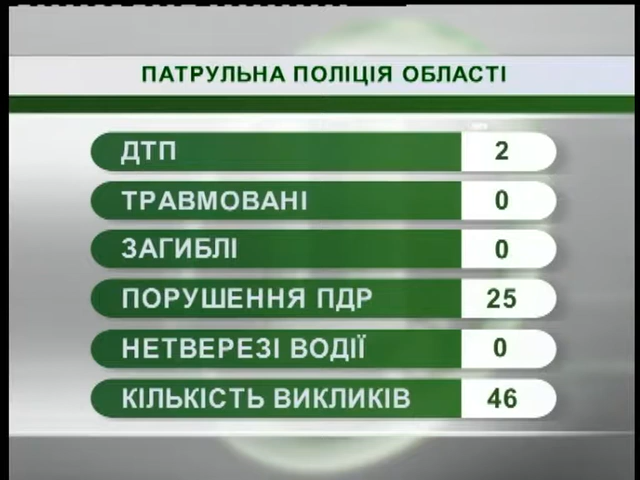 ПАТРУЛЬНА ПОЛІЦІЯ ОБЛАСТІ
ДТП 2
ТРАВМОВАНІ 0
ЗАГИБЛІ 0
ПОРУШЕННЯ ПДР 25
НЕТВЕРЕЗІ ВОДІЇ 0
КІЛЬКІСТЬ ВИКЛИКІВ 46